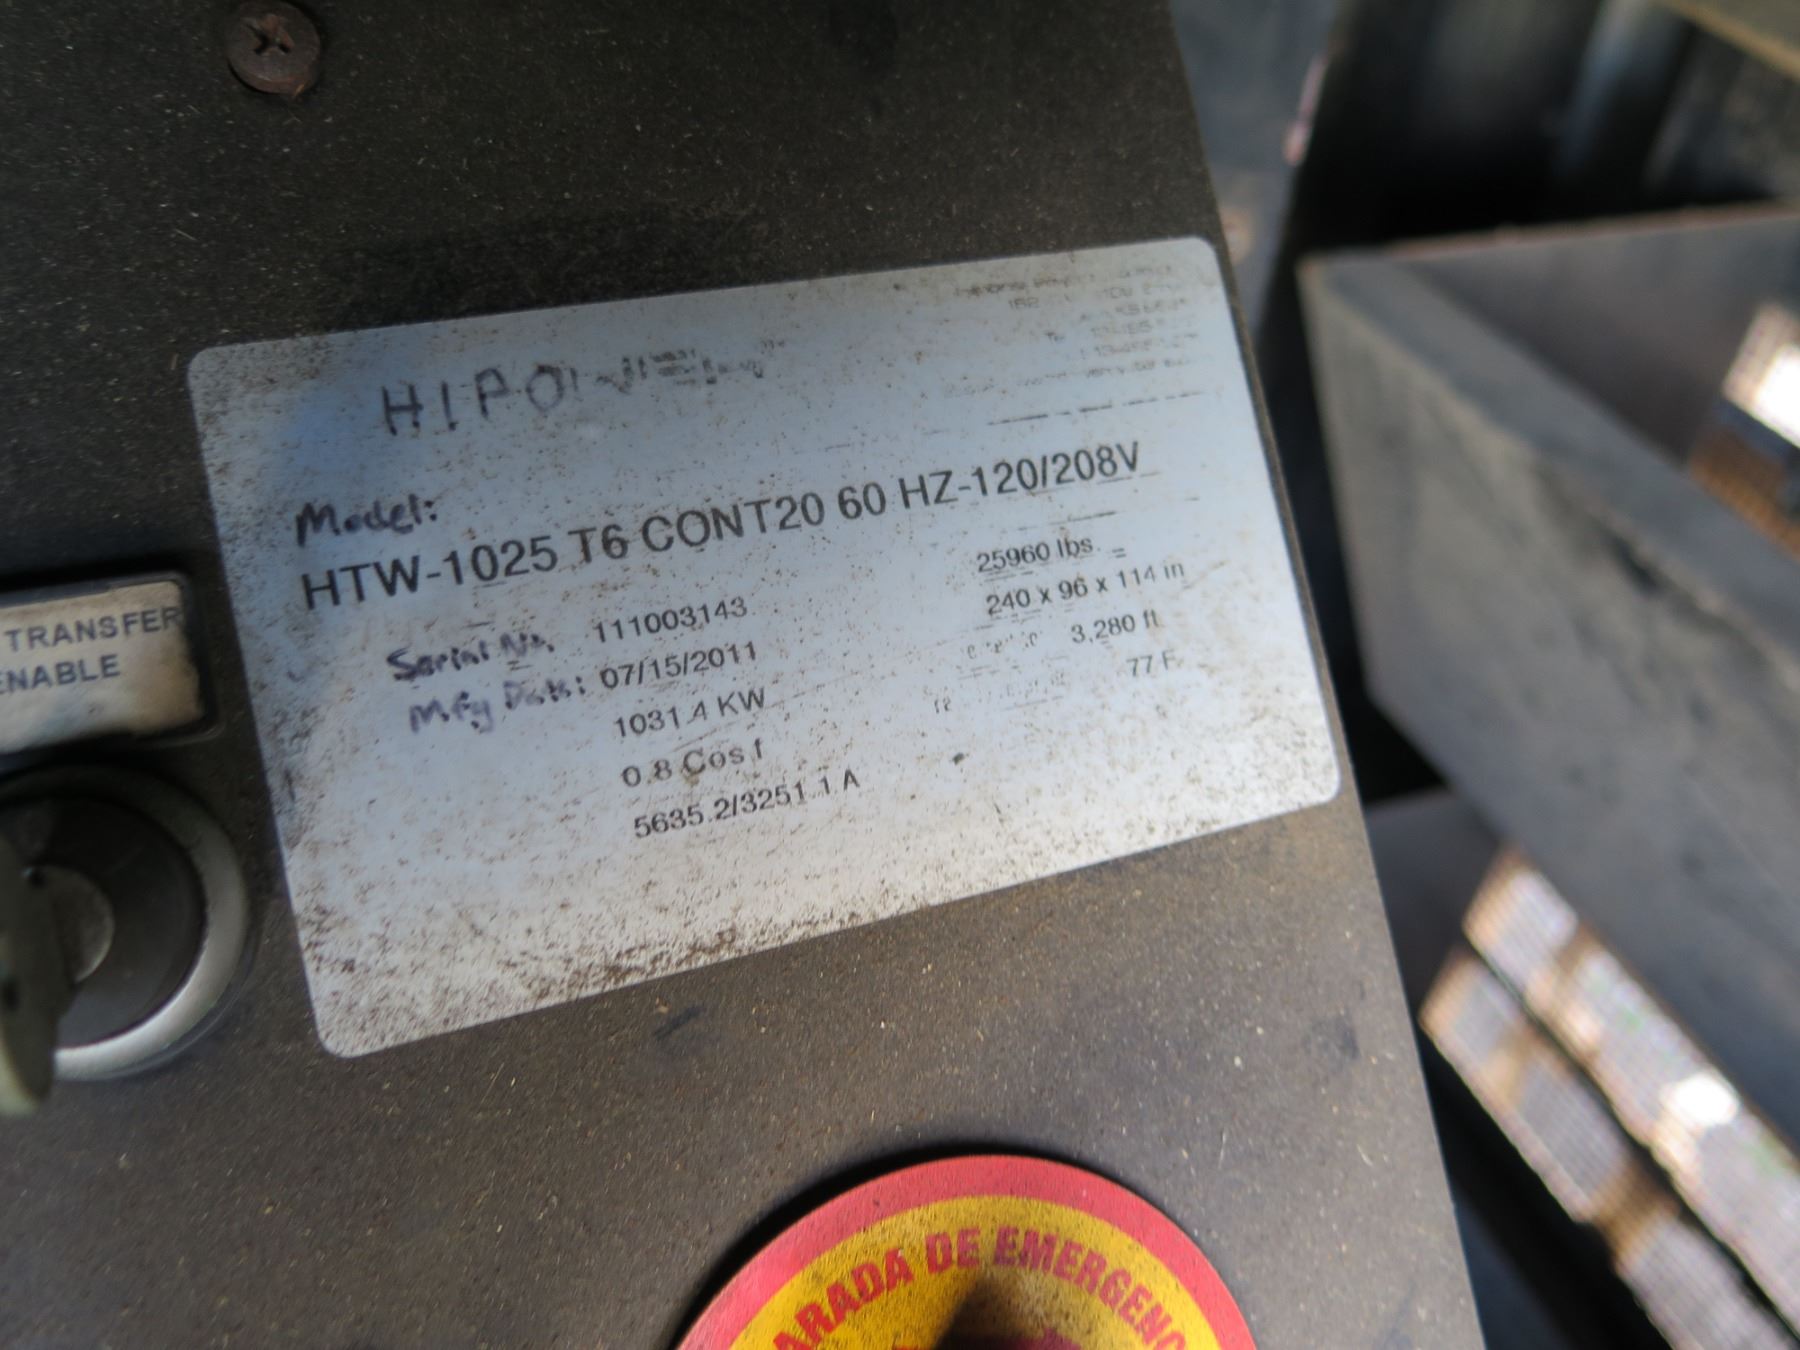 HIPOWER
Model:
HTW-1025 T6 CONT20 60 HZ-120/208V
Serial No. 111003143
Mfg Date: 07/15/2011
1031.4 KW
0.8 Cos f
5635.2/3251.1 A
25960 lbs.
240 x 96 x 114 in
3,280 ft
77 F
TRANSFER
ENABLE
ARADA DE EMERGENC